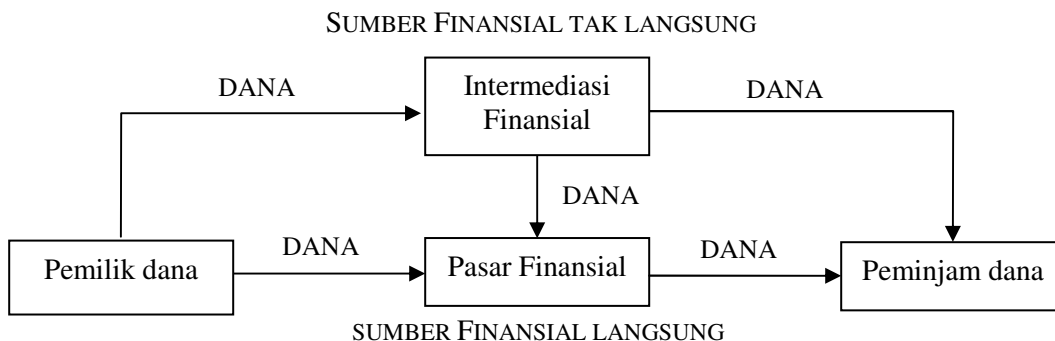 SUMBER FINANSIAL TAK LANGSUNG
DANA
Intermediasi
Finansial
DANA
DANA
Pemilik dana
DANA
Pasar Finansial
DANA
Peminjam dana
SUMBER FINANSIAL LANGSUNG